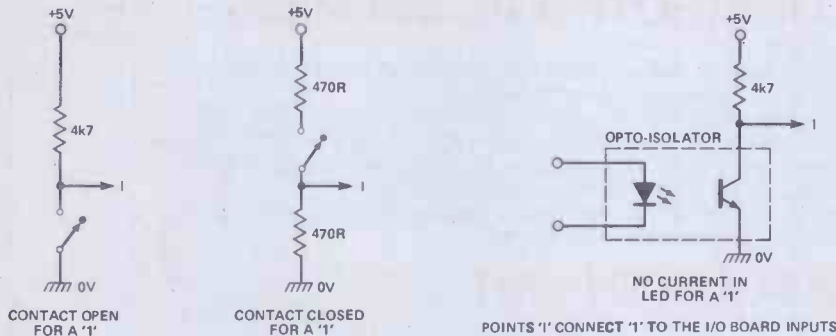 +5V
4k7
I
0V
CONTACT OPEN
FOR A '1'
+5V
470R
I
470R
0V
CONTACT CLOSED
FOR A '1'
+5V
4k7
I
OPTO-ISOLATOR
0V
NO CURRENT IN
LED FOR A '1'
POINTS 'I' CONNECT '1' TO THE I/O BOARD INPUTS